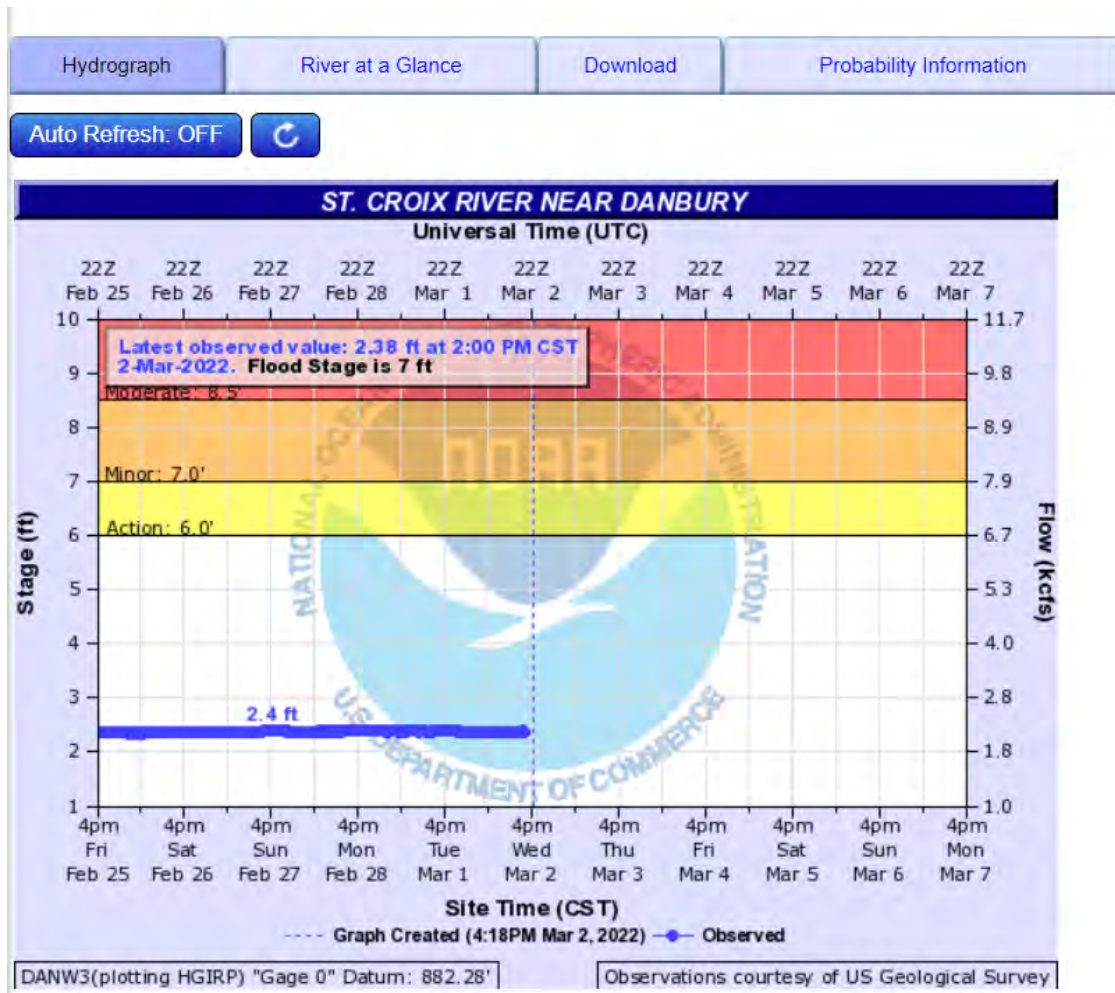 Hydrograph River at a Glance Download Probability Information
Auto Refresh: OFF
ST. CROIX RIVER NEAR DANBURY
Universal Time (UTC)
22Z 22Z 22Z 22Z 22Z 22Z 22Z 22Z 22Z 22Z 22Z
Feb 25 Feb 26 Feb 27 Feb 28 Mar 1 Mar 2 Mar 3 Mar 4 Mar 5 Mar 6 Mar 7
10 11.7
Latest observed value: 2.38 ft at 2:00 PM CST
2-Mar-2022. Flood Stage is 7 ft
9 9.8
Moderate: 8.5'
8 8.9
Minor: 7.0'
7 7.9
Action: 6.0'
6 6.7
5 5.3
4 4.0
3 2.8
2.4 ft
2 1.8
1 1.0
Stage (ft)
Flow (kcfs)
NOAA
NATIONAL OCEANIC AND ATMOSPHERIC ADMINISTRATION
U.S. DEPARTMENT OF COMMERCE
4pm 4pm 4pm 4pm 4pm 4pm 4pm 4pm 4pm 4pm 4pm
Fri Sat Sun Mon Tue Wed Thu Fri Sat Sun Mon
Feb 25 Feb 26 Feb 27 Feb 28 Mar 1 Mar 2 Mar 3 Mar 4 Mar 5 Mar 6 Mar 7
Site Time (CST)
Graph Created (4:18PM Mar 2, 2022) Observed
DANW3(plotting HGIRP) "Gage 0" Datum: 882.28' Observations courtesy of US Geological Survey